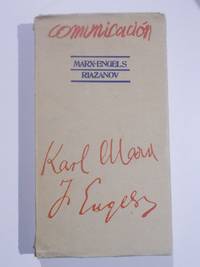 comunicación
MARX-ENGELS
RIAZANOV
Karl Marx
F Engels